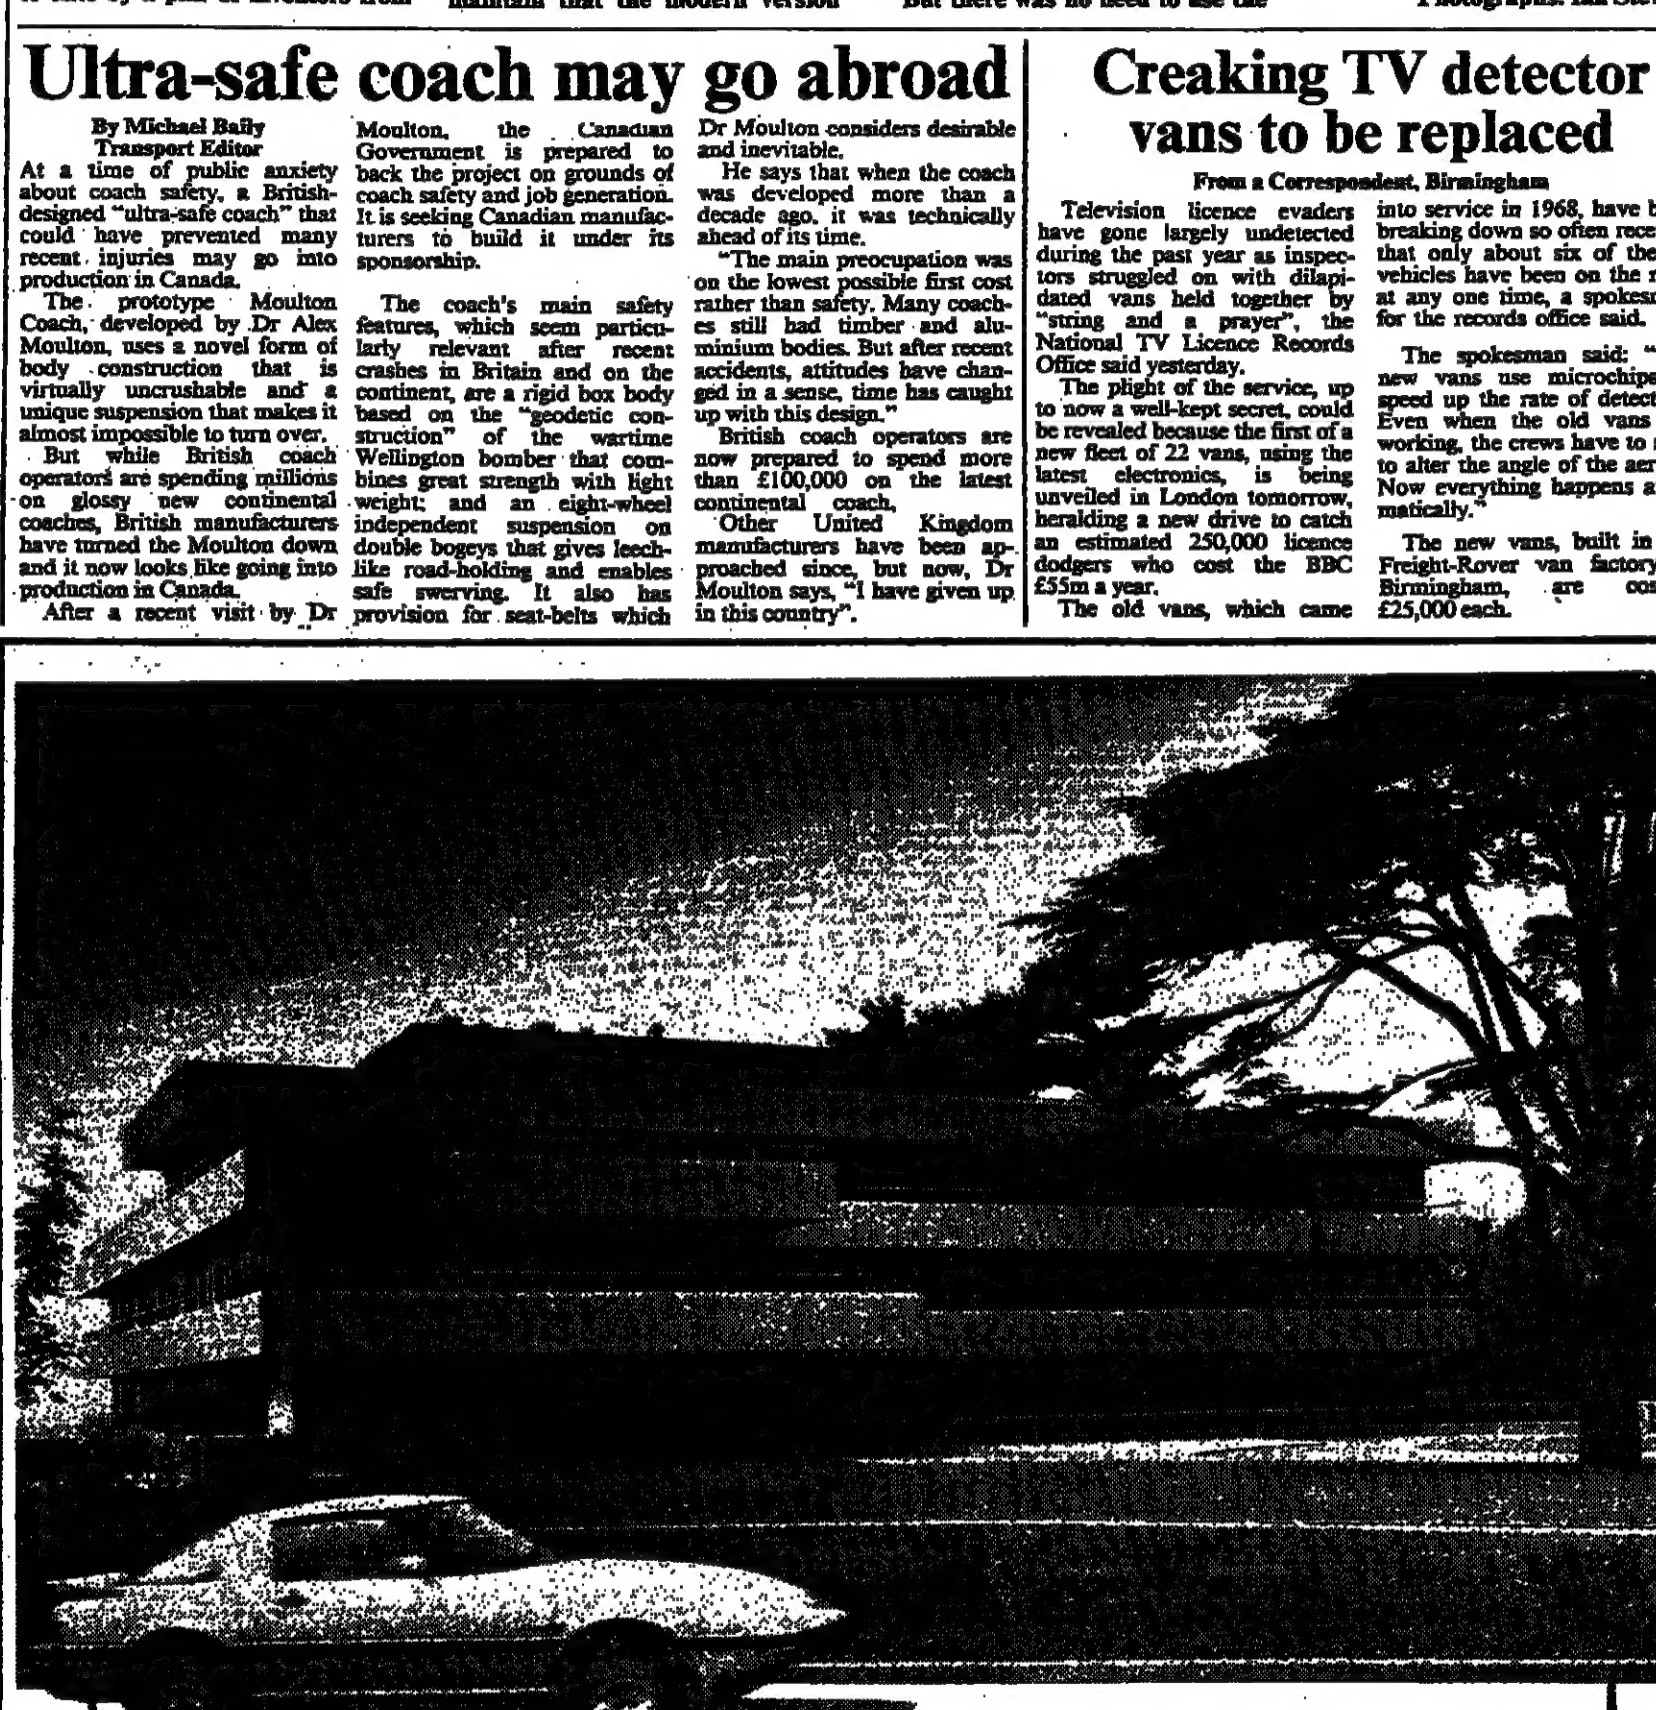 maintain that the modern version
But there was no need to use the
Ultra-safe coach may go abroad
By Michael Baily
Transport Editor
At a time of public anxiety
about coach safety, a British-
designed "ultra-safe coach" that
could have prevented many
recent injuries may go into
production in Canada.
The prototype Moulton
Coach, developed by Dr Alex
Moulton, uses a novel form of
body construction that is
virtually uncrushable and a
unique suspension that makes it
almost impossible to turn over.
But while British coach
operators are spending millions
on glossy new continental
coaches, British manufacturers
have turned the Moulton down
and it now looks like going into
production in Canada.
After a recent visit by Dr
Moulton, the Canadian
Government is prepared to
back the project on grounds of
coach safety and job generation.
It is seeking Canadian manufac-
turers to build it under its
sponsorship.
The coach's main safety
features, which seem particu-
larly relevant after recent
crashes in Britain and on the
continent, are a rigid box body
based on the "geodetic con-
struction" of the wartime
Wellington bomber that com-
bines great strength with light
weight; and an eight-wheel
independent suspension on
double bogeys that gives leech-
like road-holding and enables
safe swerving. It also has
provision for seat-belts which
Dr Moulton considers desirable
and inevitable.
He says that when the coach
was developed more than a
decade ago, it was technically
ahead of its time.
"The main preocupation was
on the lowest possible first cost
rather than safety. Many coach-
es still had timber and alu-
minium bodies. But after recent
accidents, attitudes have chan-
ged in a sense, time has caught
up with this design."
British coach operators are
now prepared to spend more
than £100,000 on the latest
continental coach,
Other United Kingdom
manufacturers have been ap-
proached since, but now, Dr
Moulton says, "I have given up
in this country".
Creaking TV detector
vans to be replaced
From a Correspondent, Birmingham
Television licence evaders
have gone largely undetected
during the past year as inspec-
tors struggled on with dilapi-
dated vans held together by
"string and a prayer", the
National TV Licence Records
Office said yesterday.
The plight of the service, up
to now a well-kept secret, could
be revealed because the first of a
new fleet of 22 vans, using the
latest electronics, is being
unveiled in London tomorrow,
heralding a new drive to catch
an estimated 250,000 licence
dodgers who cost the BBC
£55m a year.
The old vans, which came
into service in 1968, have b
breaking down so often rece
that only about six of the
vehicles have been on the r
at any one time, a spokes
for the records office said.
The spokesman said: "
new vans use microchips
speed up the rate of detect
Even when the old vans
working, the crews have to
to alter the angle of the aer
Now everything happens a
matically."
The new vans, built in
Freight-Rover van factory
Birmingham, are cos
£25,000 each.